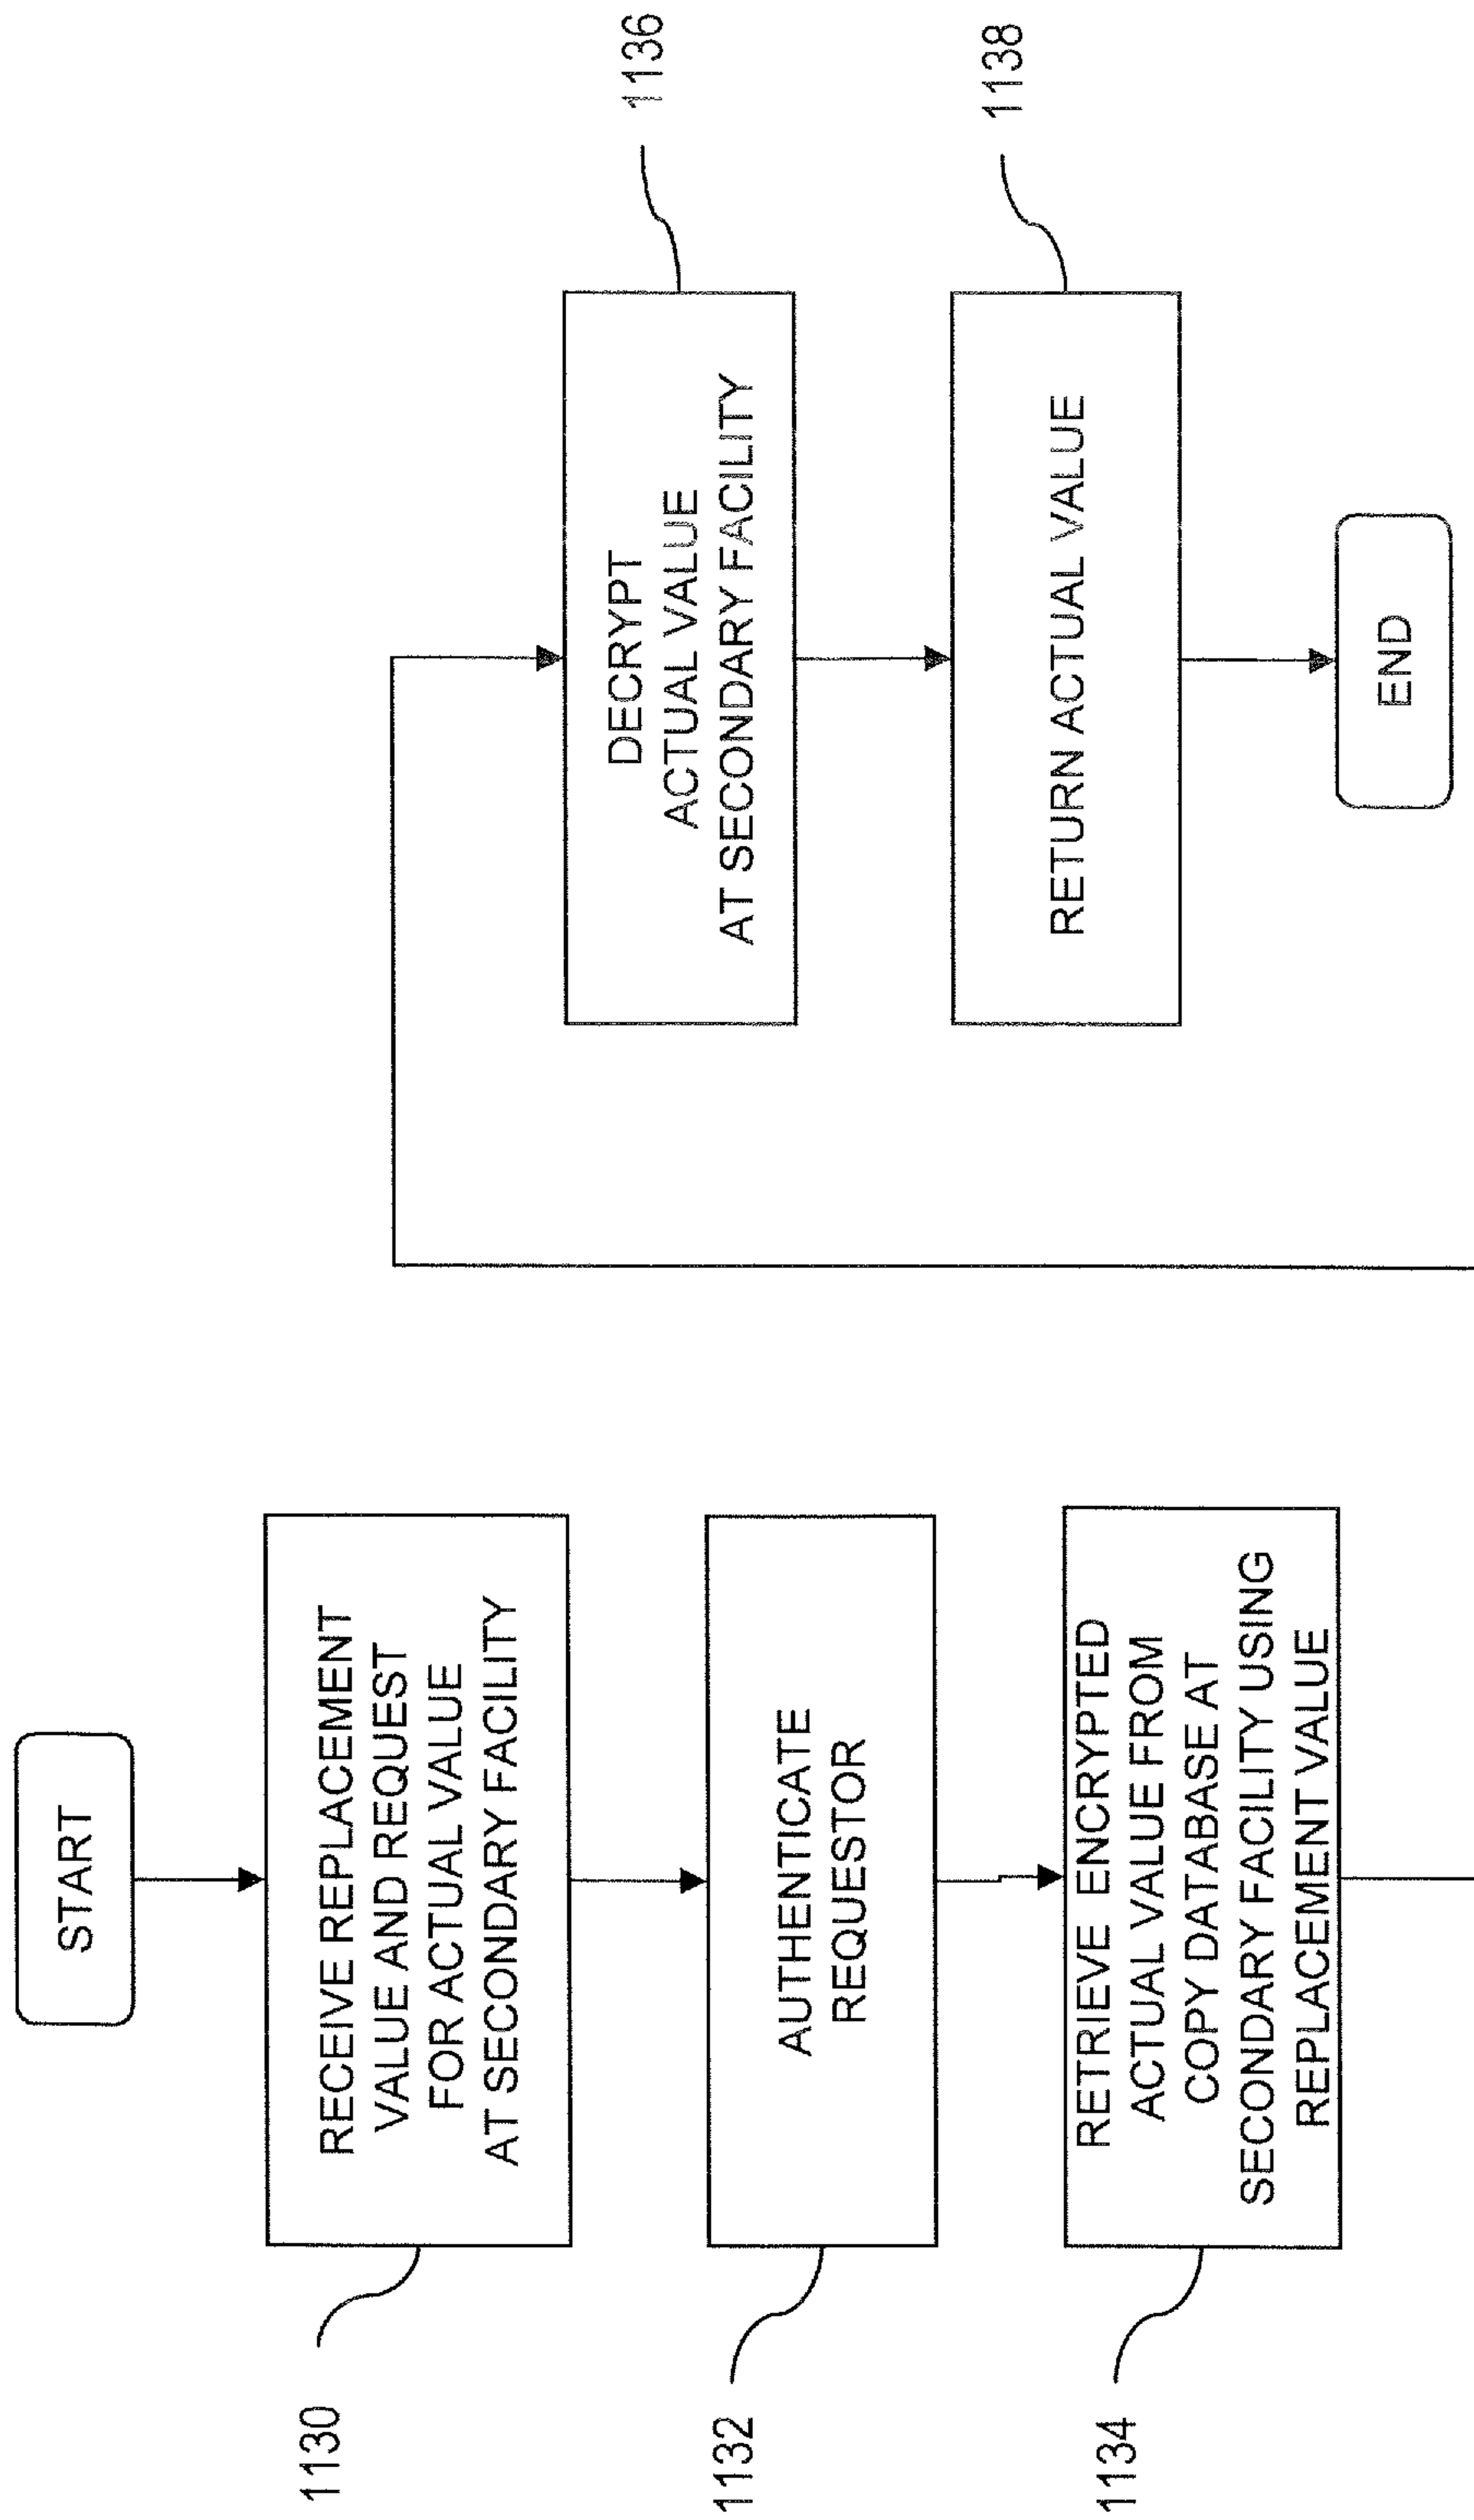 START
1130
RECEIVE REPLACEMENT
VALUE AND REQUEST
FOR ACTUAL VALUE
AT SECONDARY FACILITY
1132
AUTHENTICATE
REQUESTOR
1134
RETRIEVE ENCRYPTED
ACTUAL VALUE FROM
COPY DATABASE AT
SECONDARY FACILITY USING
REPLACEMENT VALUE
DECRYPT
ACTUAL VALUE
AT SECONDARY FACILITY
1136
RETURN ACTUAL VALUE
1138
END